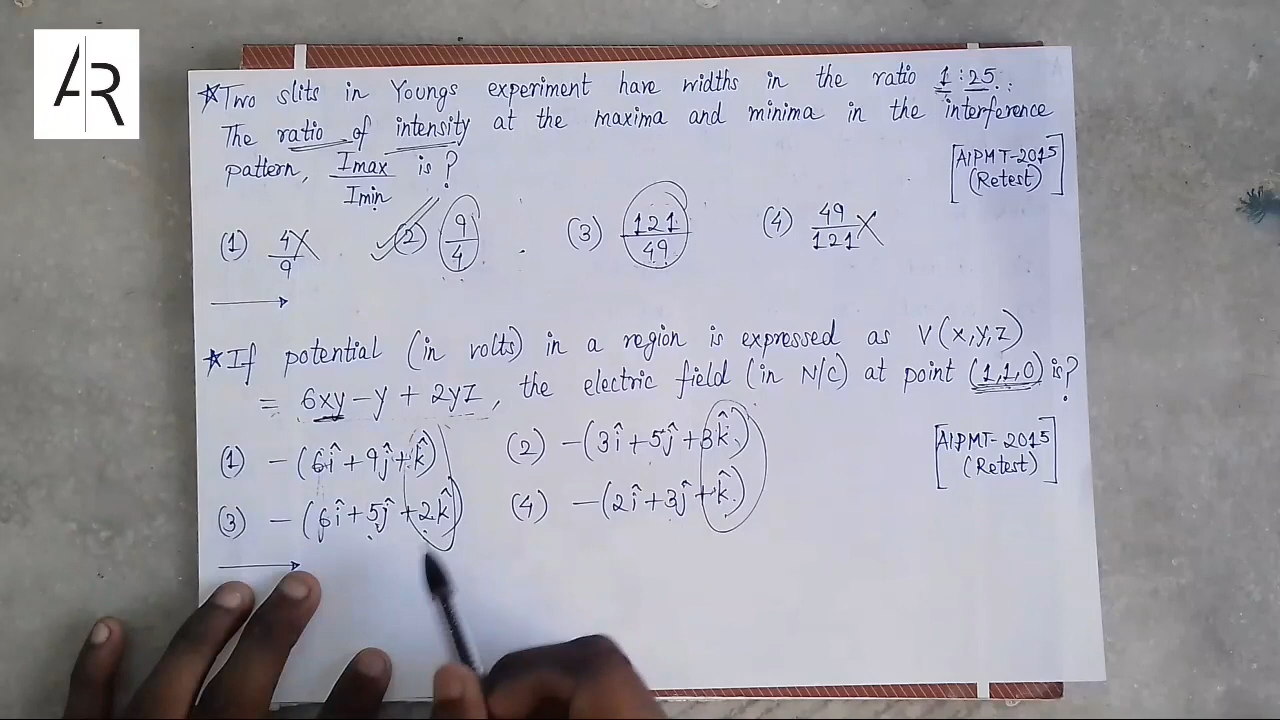 AR
☆ Two slits in Youngs experiment have widths in the ratio 1:25.:
The ratio of intensity at the maxima and minima in the interference
pattern, Imax/Imin is?
[AIPMT-2015
(Retest)]
(1) 4/9 (2) 9/4 (3) 121/49 (4) 49/121
☆ If potential (in volts) in a region is expressed as V(x,y,z)
= 6xy - y + 2yz, the electric field (in N/C) at point (1,1,0) is?
(1) -(6î + 9ĵ + k̂) (2) -(3î + 5ĵ + 3k̂)
(3) -(6î + 5ĵ + 2k̂) (4) -(2î + 3ĵ + k̂)
[AIPMT-2015
(Retest)]